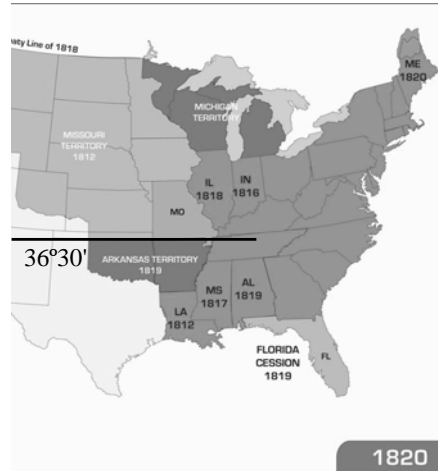 aty Line of 1818
ME
1820
MICHIGAN
TERRITORY
MISSOURI
TERRITORY
1812
IL
1818
IN
1816
MO
36º30'
ARKANSAS TERRITORY
1819
MS
1817
AL
1819
LA
1812
FLORIDA
CESSION
1819
FL
1820